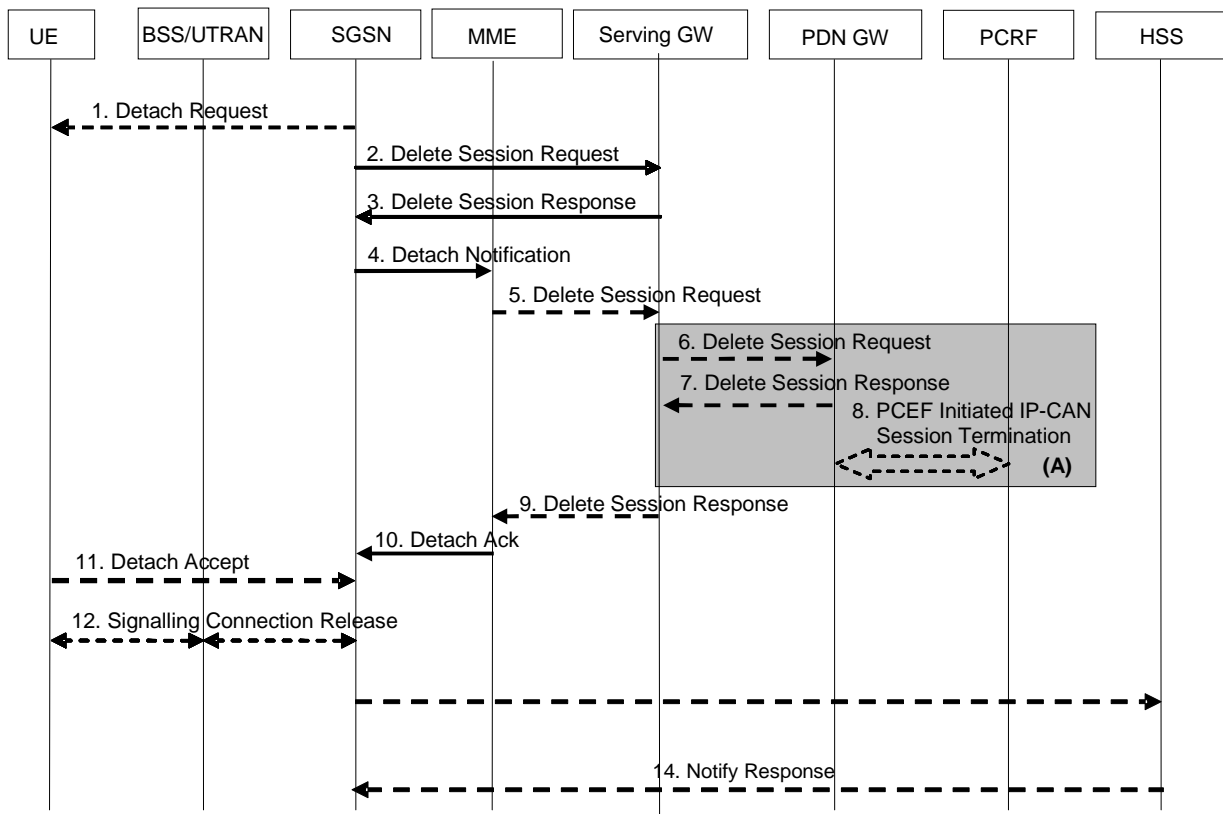 UE
BSS/UTRAN
SGSN
MME
Serving GW
PDN GW
PCRF
HSS
1. Detach Request
2. Delete Session Request
3. Delete Session Response
4. Detach Notification
5. Delete Session Request
6. Delete Session Request
7. Delete Session Response
8. PCEF Initiated IP-CAN
Session Termination
(A)
9. Delete Session Response
10. Detach Ack
11. Detach Accept
12. Signalling Connection Release
14. Notify Response